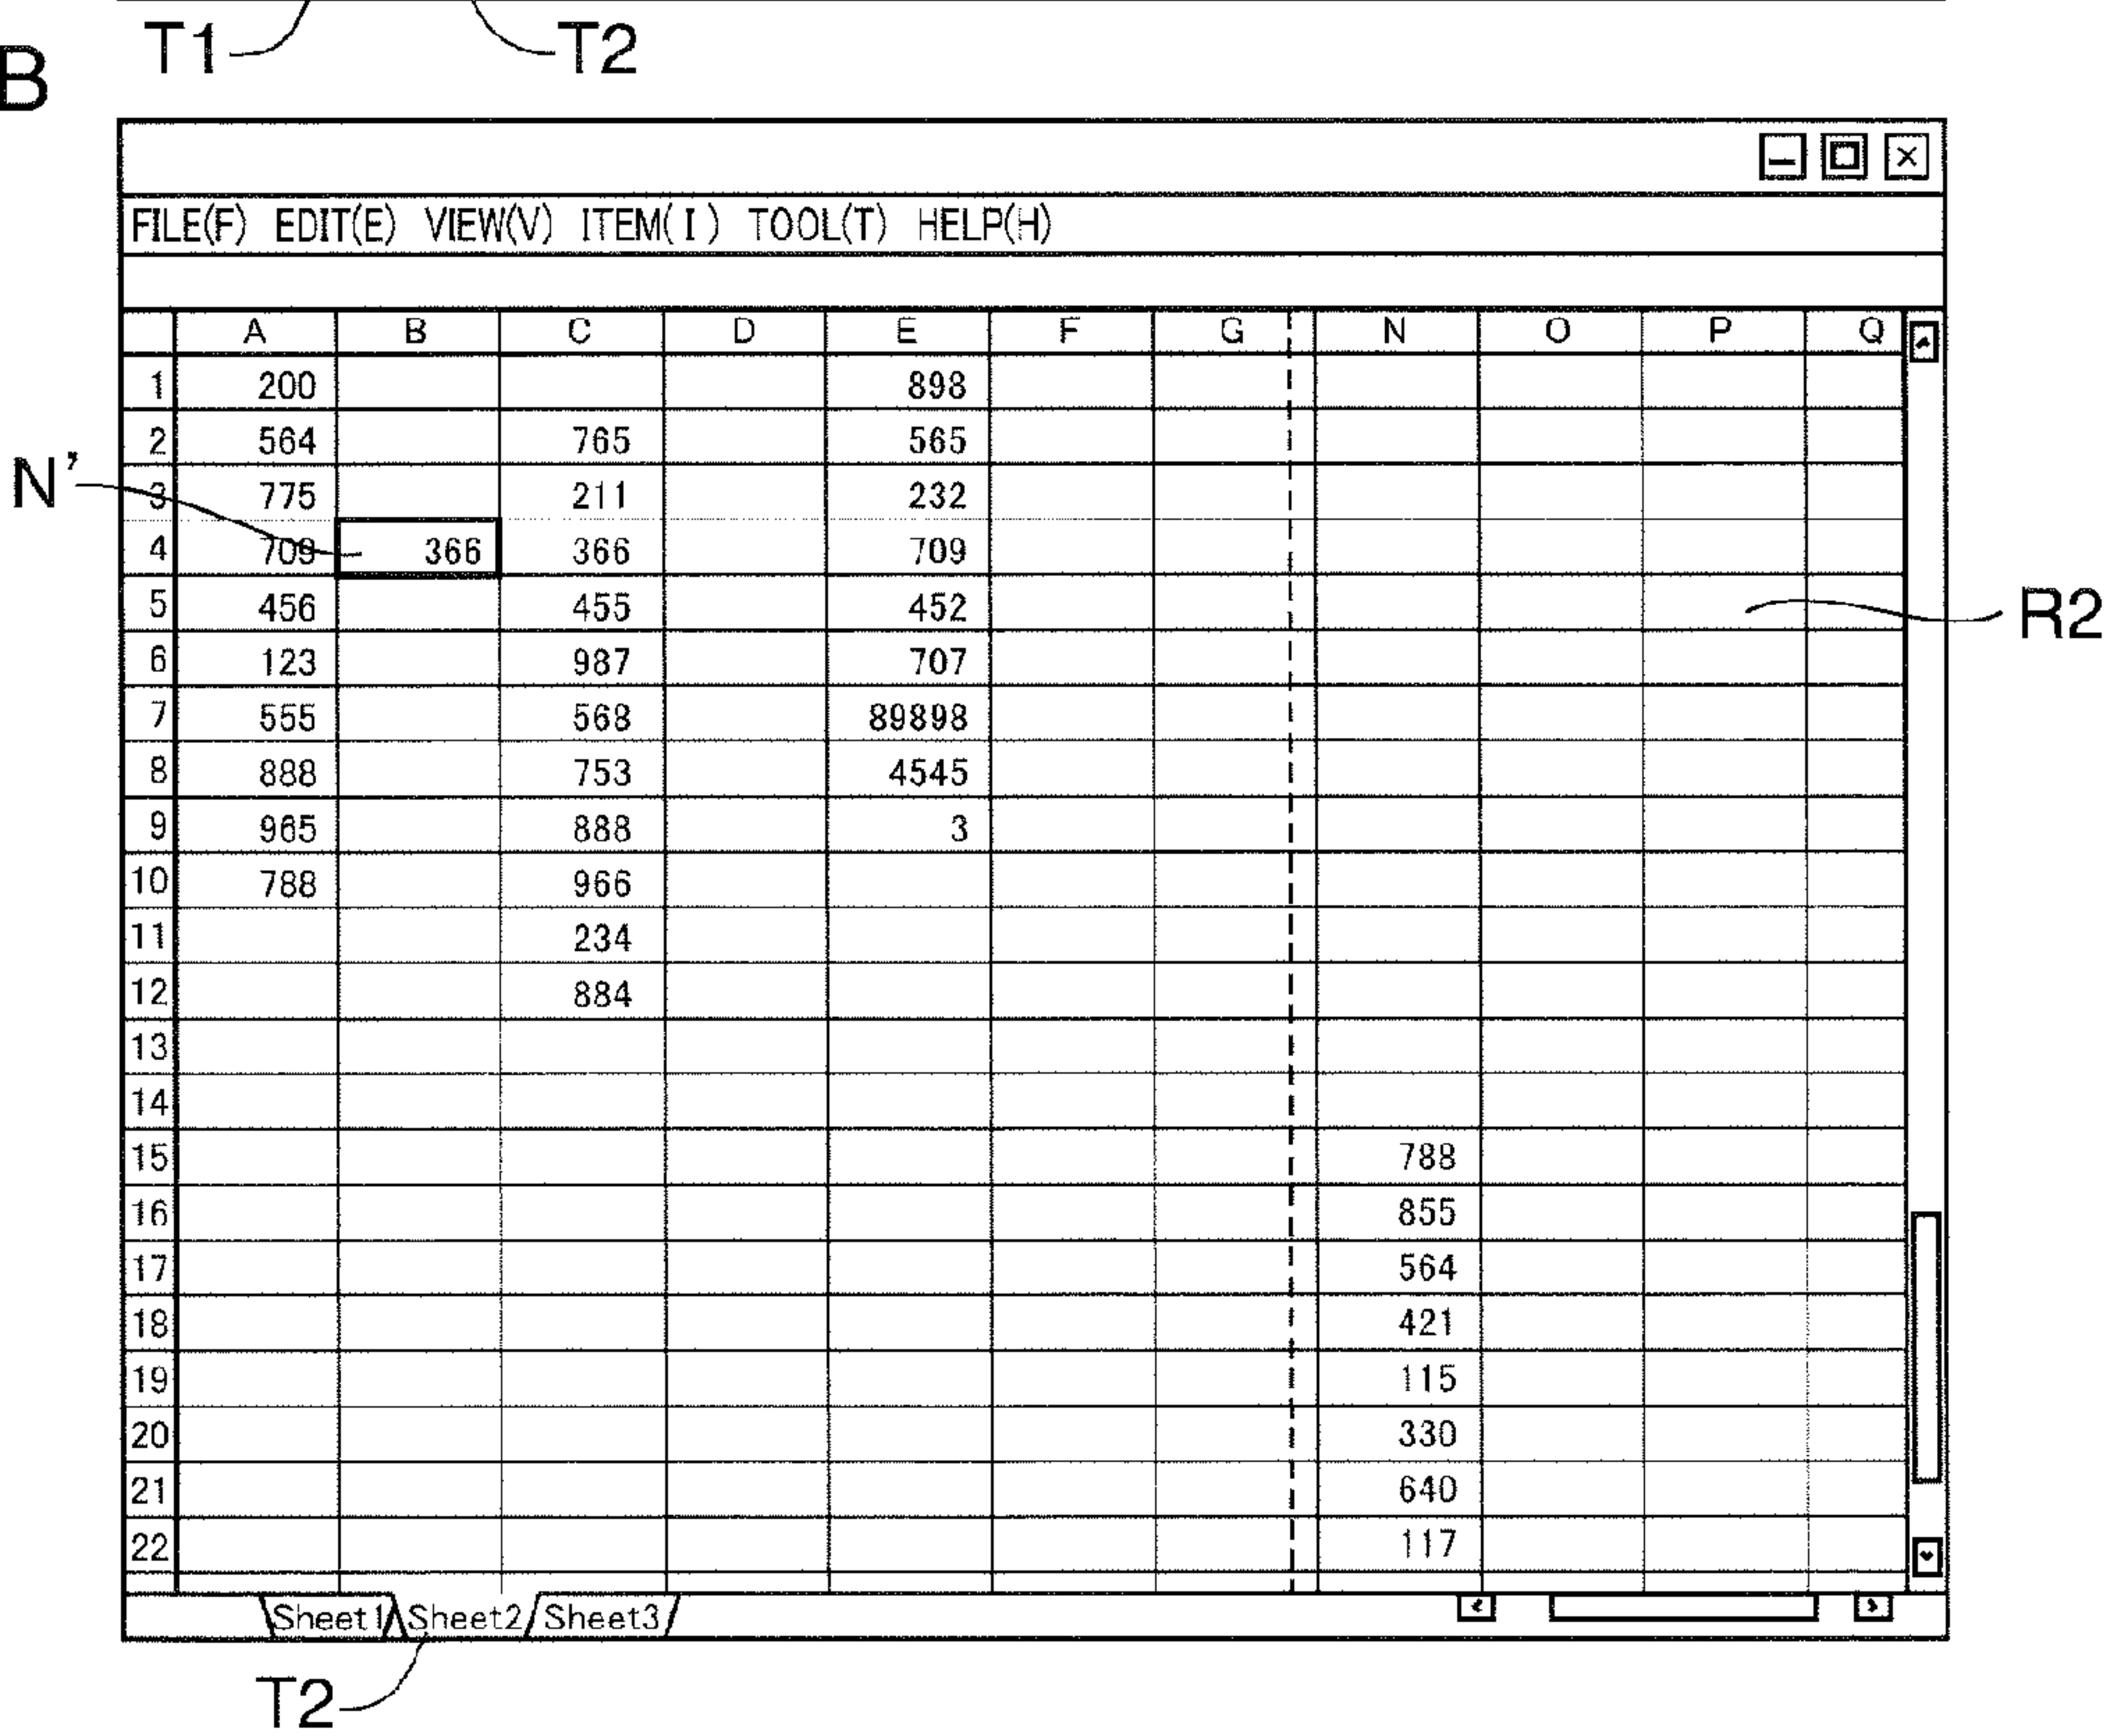 T1 T2
B
FILE(F) EDIT(E) VIEW(V) ITEM(I) TOOL(T) HELP(H)
A B C D E F G N O P Q
1 200 898
2 564 765 565
N' 3 775 211 232
4 709 366 366 709
5 456 455 452 R2
6 123 987 707
7 555 568 89898
8 888 753 4545
9 965 888 3
10 788 966
11 234
12 884
13
14
15 788
16 855
17 564
18 421
19 115
20 330
21 640
22 117
Sheet1 Sheet2 Sheet3
T2